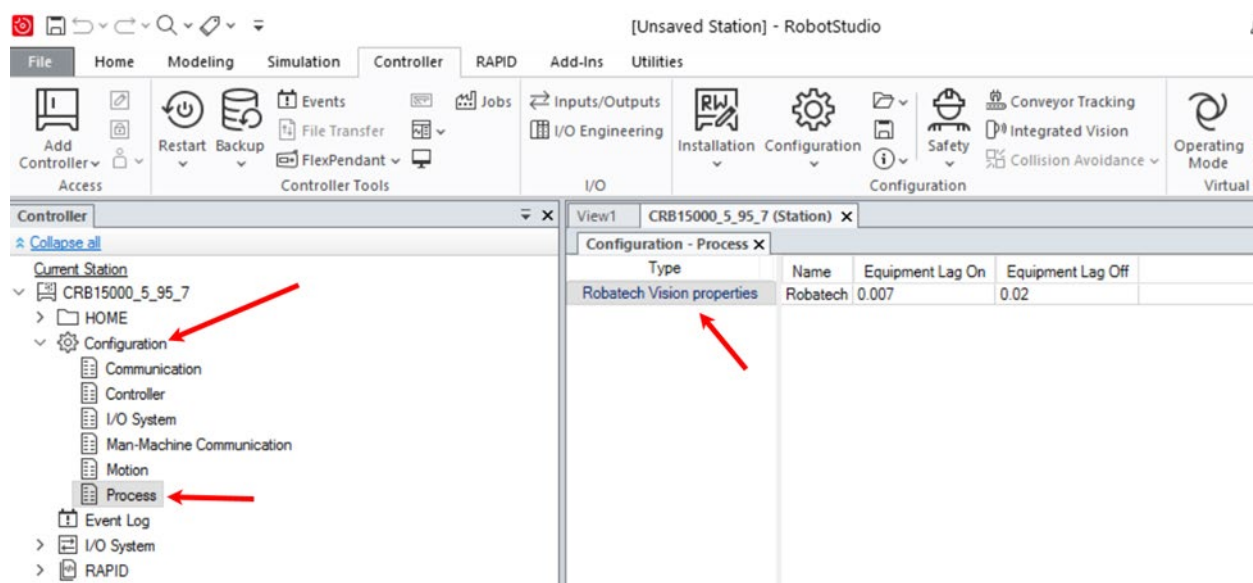 [Unsaved Station] - RobotStudio
File Home Modeling Simulation Controller RAPID Add-Ins Utilities
Add Controller
Restart
Backup
Events
File Transfer
FlexPendant
Jobs
Inputs/Outputs
I/O Engineering
RW
Installation
Configuration
Safety
Conveyor Tracking
Integrated Vision
Collision Avoidance
Operating Mode
Access Controller Tools I/O Configuration Virtual
Controller
Collapse all
Current Station
CRB15000_5_95_7
HOME
Configuration
Communication
Controller
I/O System
Man-Machine Communication
Motion
Process
Event Log
I/O System
RAPID
View1 CRB15000_5_95_7 (Station)
Configuration - Process
Type Name Equipment Lag On Equipment Lag Off
Robatech Vision properties Robatech 0.007 0.02